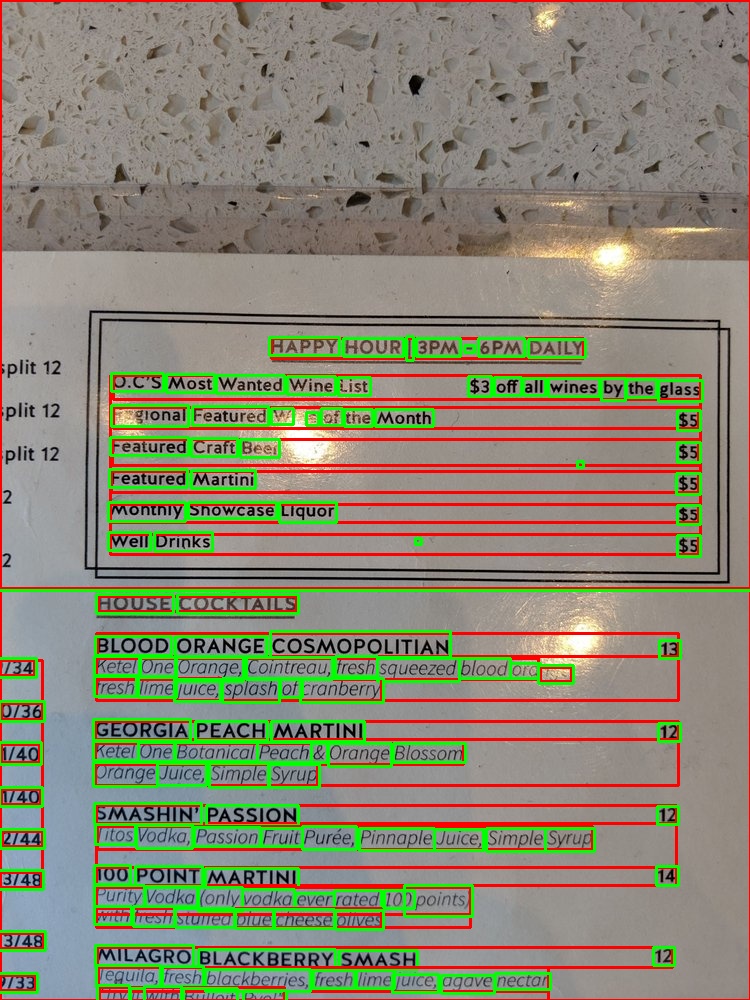 HAPPY HOUR | 3PM - 6PM DAILY
O.C'S Most Wanted Wine List $3 off all wines by the glass
Regional Featured of the Month $5
Featured Craft Beer $5
Featured Martini $5
Monthly Showcase Liquor $5
Well Drinks $5
split 12
split 12
split 12
2
2
HOUSE COCKTAILS
BLOOD ORANGE COSMOPOLITIAN 13
Ketel One Orange, Cointreau, fresh squeezed blood
fresh lime juice, splash of cranberry
GEORGIA PEACH MARTINI 12
Ketel One Botanical Peach & Orange Blossom
Orange Juice, Simple Syrup
SMASHIN' PASSION 12
Titos Vodka, Passion Fruit Purée, Pinnaple Juice, Simple Syrup
100 POINT MARTINI 14
Purity Vodka (only vodka ever rated 100 points)
with fresh stuffed blue cheese olives
MILAGRO BLACKBERRY SMASH 12
Tequila, fresh blackberries, fresh lime juice, agave nectar
"Try it with Bulleit Rye!"
/34
0/36
1/40
1/40
2/44
3/48
3/48
9/33